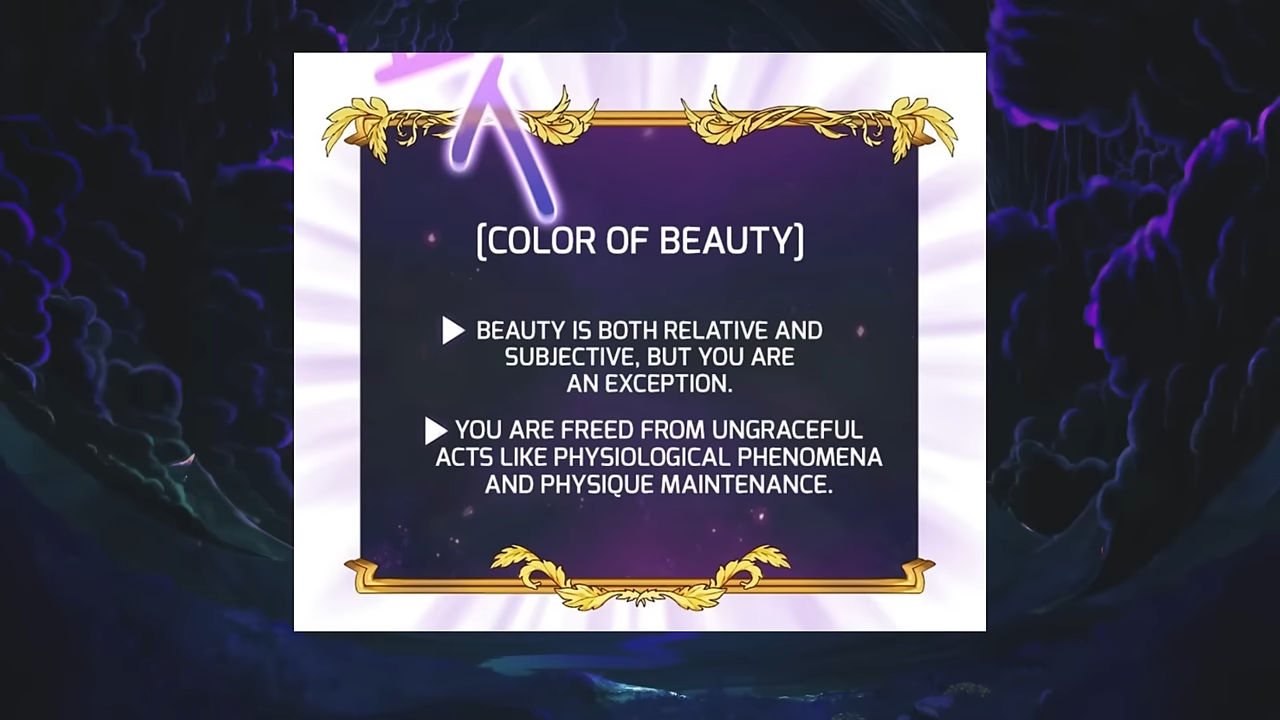 [COLOR OF BEAUTY]
▶ BEAUTY IS BOTH RELATIVE AND
SUBJECTIVE, BUT YOU ARE
AN EXCEPTION.
▶ YOU ARE FREED FROM UNGRACEFUL
ACTS LIKE PHYSIOLOGICAL PHENOMENA
AND PHYSIQUE MAINTENANCE.